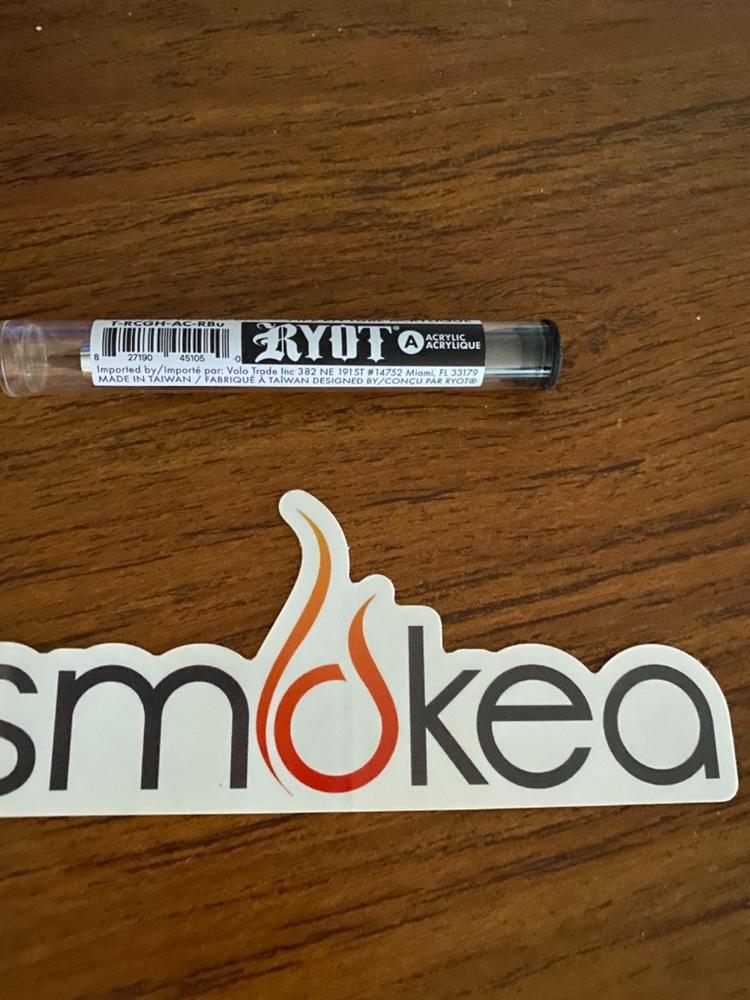 T-RCGH-AC-RBu
8 27190 45105 0
RYOT® A ACRYLIC
ACRYLIQUE
Imported by/Importé par: Volo Trade Inc 382 NE 191ST #14752 Miami, FL 33179
MADE IN TAIWAN / FABRIQUÉ À TAÏWAN DESIGNED BY/CONÇU PAR RYOT®
smokea